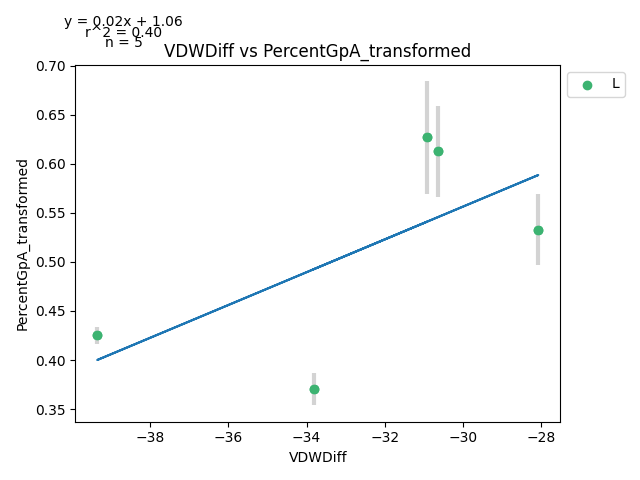 y = 0.02x + 1.06
r^2 = 0.40
n = 5
VDWDiff vs PercentGpA_transformed
L
0.70
0.65
0.60
0.55
0.50
0.45
0.40
0.35
PercentGpA_transformed
−38
−36
−34
−32
−30
−28
VDWDiff